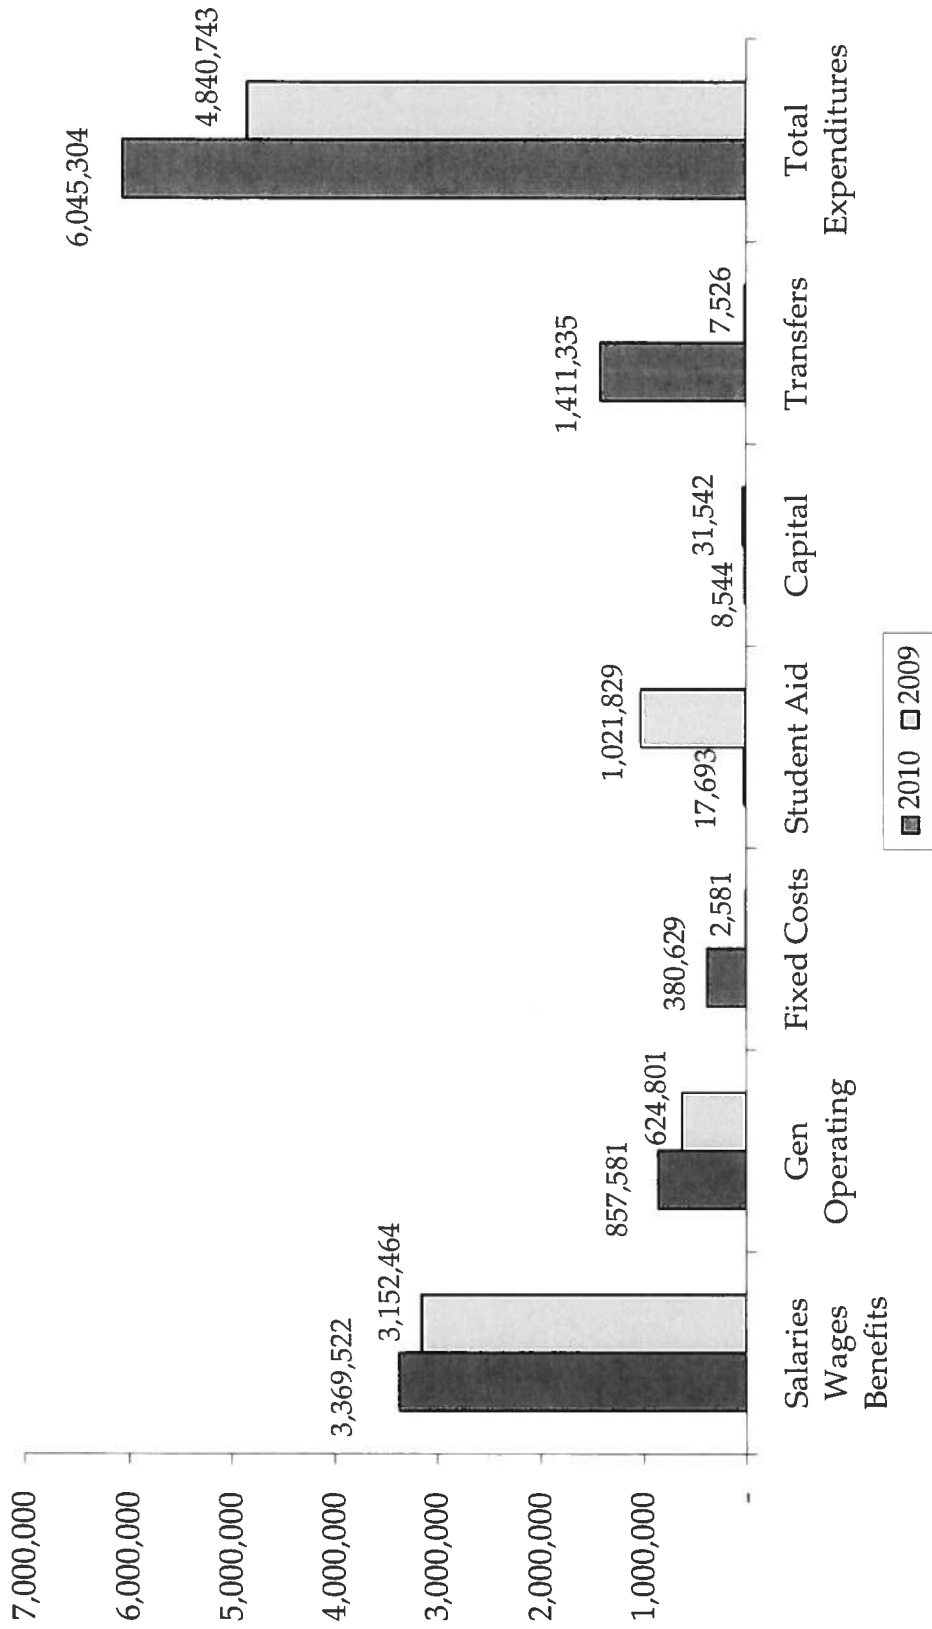 7,000,000
6,000,000
5,000,000
4,000,000
3,000,000
2,000,000
1,000,000
-
3,369,522
3,152,464
857,581
624,801
380,629
2,581
17,693
1,021,829
8,544
31,542
1,411,335
7,526
6,045,304
4,840,743
Salaries
Wages
Benefits
Gen
Operating
Fixed Costs
Student Aid
Capital
Transfers
Total
Expenditures
2010 2009